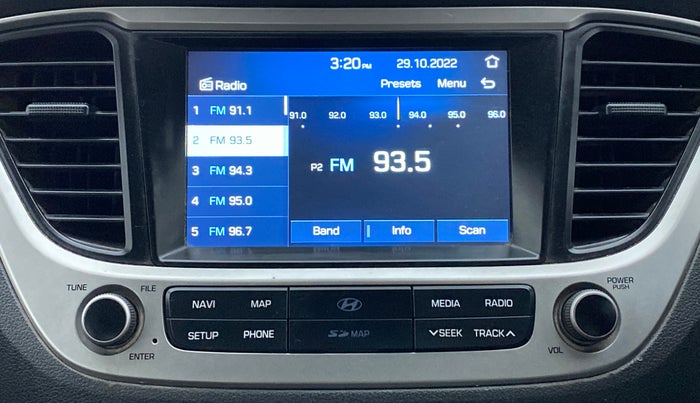 3:20 PM 29.10.2022
Radio Presets Menu
1 FM 91.1
2 FM 93.5
3 FM 94.3
4 FM 95.0
5 FM 96.7
91.0 92.0 93.0 94.0 95.0 96.0
P2 FM 93.5
Band Info Scan
TUNE FILE
ENTER
NAVI MAP
SETUP PHONE
SD MAP
MEDIA RADIO
SEEK TRACK
POWER
PUSH
VOL